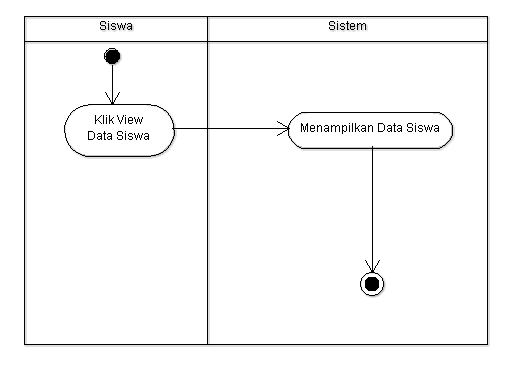 Siswa
Sistem
Klik View
Data Siswa
Menampilkan Data Siswa